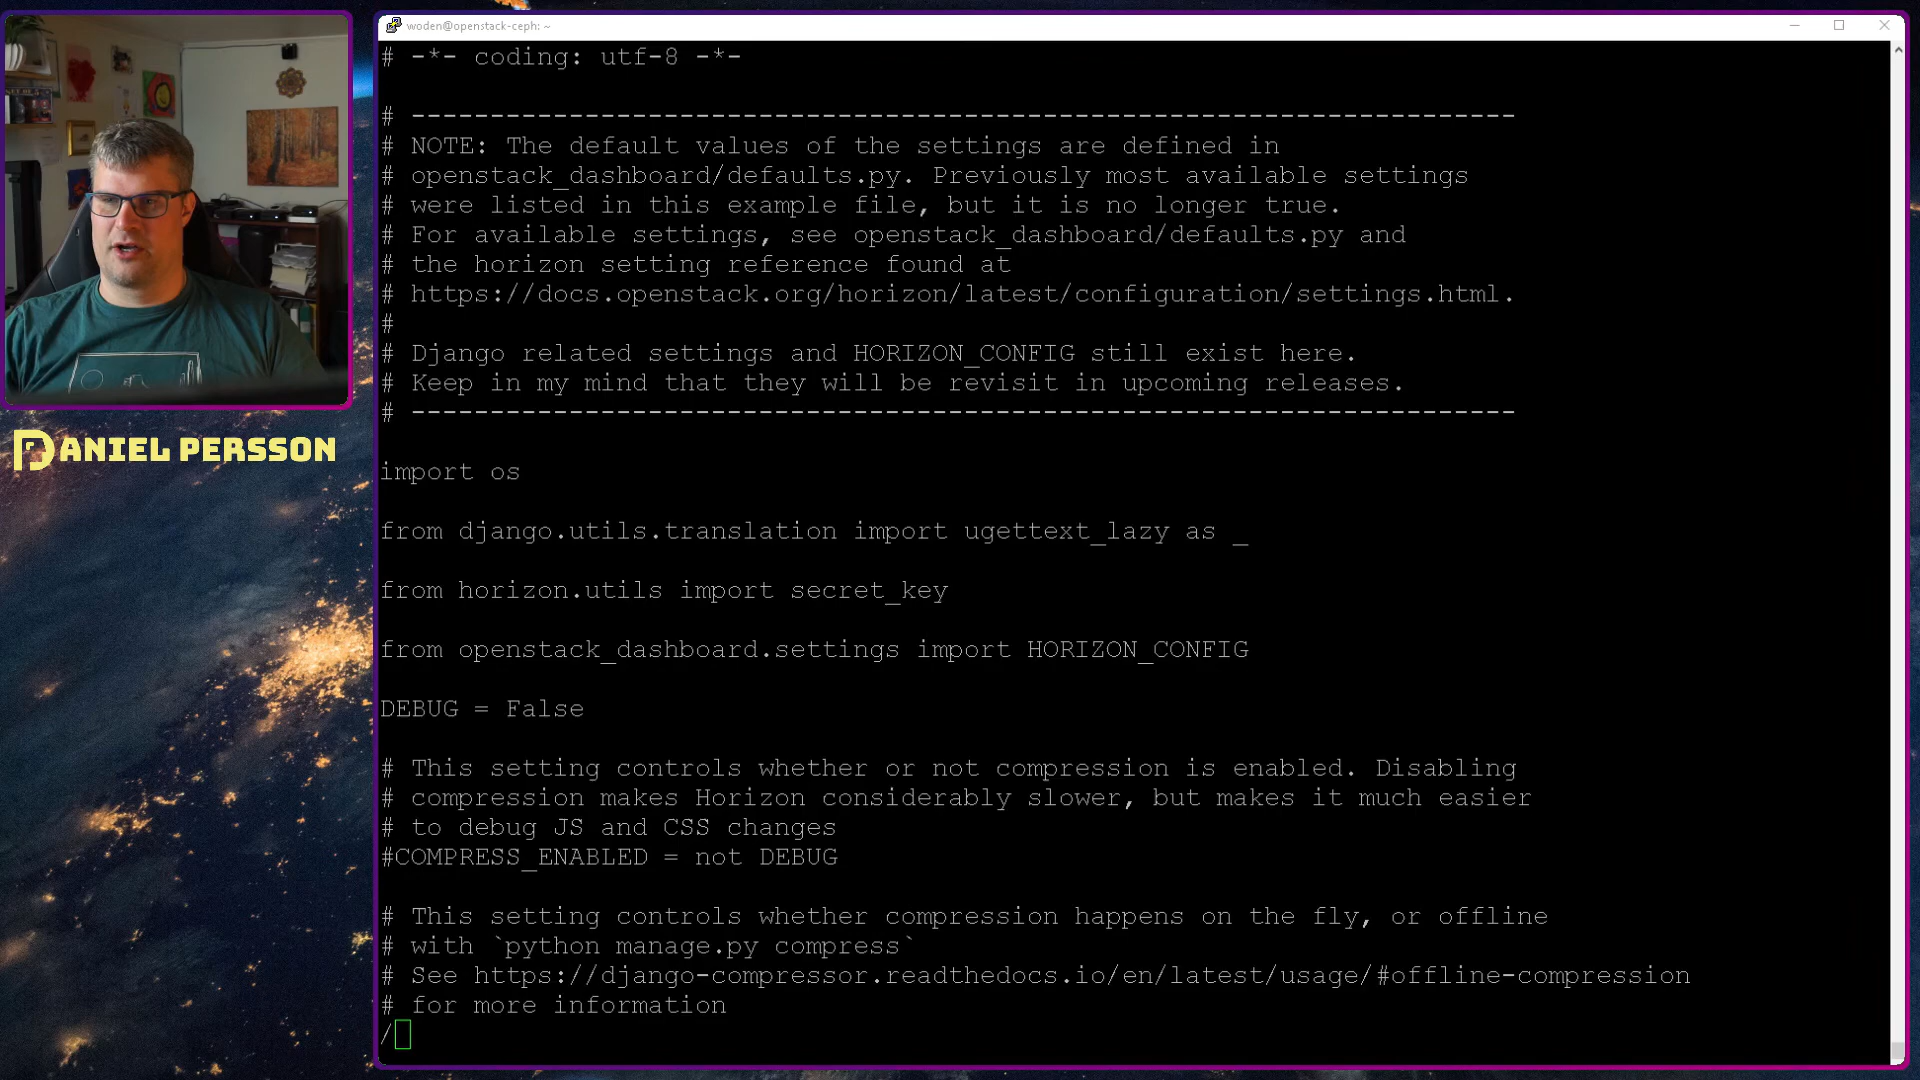 woden@openstack-ceph: ~
# -*- coding: utf-8 -*-
# ----------------------------------------------------------------------
# NOTE: The default values of the settings are defined in
# openstack_dashboard/defaults.py. Previously most available settings
# were listed in this example file, but it is no longer true.
# For available settings, see openstack_dashboard/defaults.py and
# the horizon setting reference found at
# https://docs.openstack.org/horizon/latest/configuration/settings.html.
#
# Django related settings and HORIZON_CONFIG still exist here.
# Keep in my mind that they will be revisit in upcoming releases.
# ----------------------------------------------------------------------
DANIEL PERSSON
import os
from django.utils.translation import ugettext_lazy as _
from horizon.utils import secret_key
from openstack_dashboard.settings import HORIZON_CONFIG
DEBUG = False
# This setting controls whether or not compression is enabled. Disabling
# compression makes Horizon considerably slower, but makes it much easier
# to debug JS and CSS changes
#COMPRESS_ENABLED = not DEBUG
# This setting controls whether compression happens on the fly, or offline
# with `python manage.py compress`
# See https://django-compressor.readthedocs.io/en/latest/usage/#offline-compression
# for more information
/